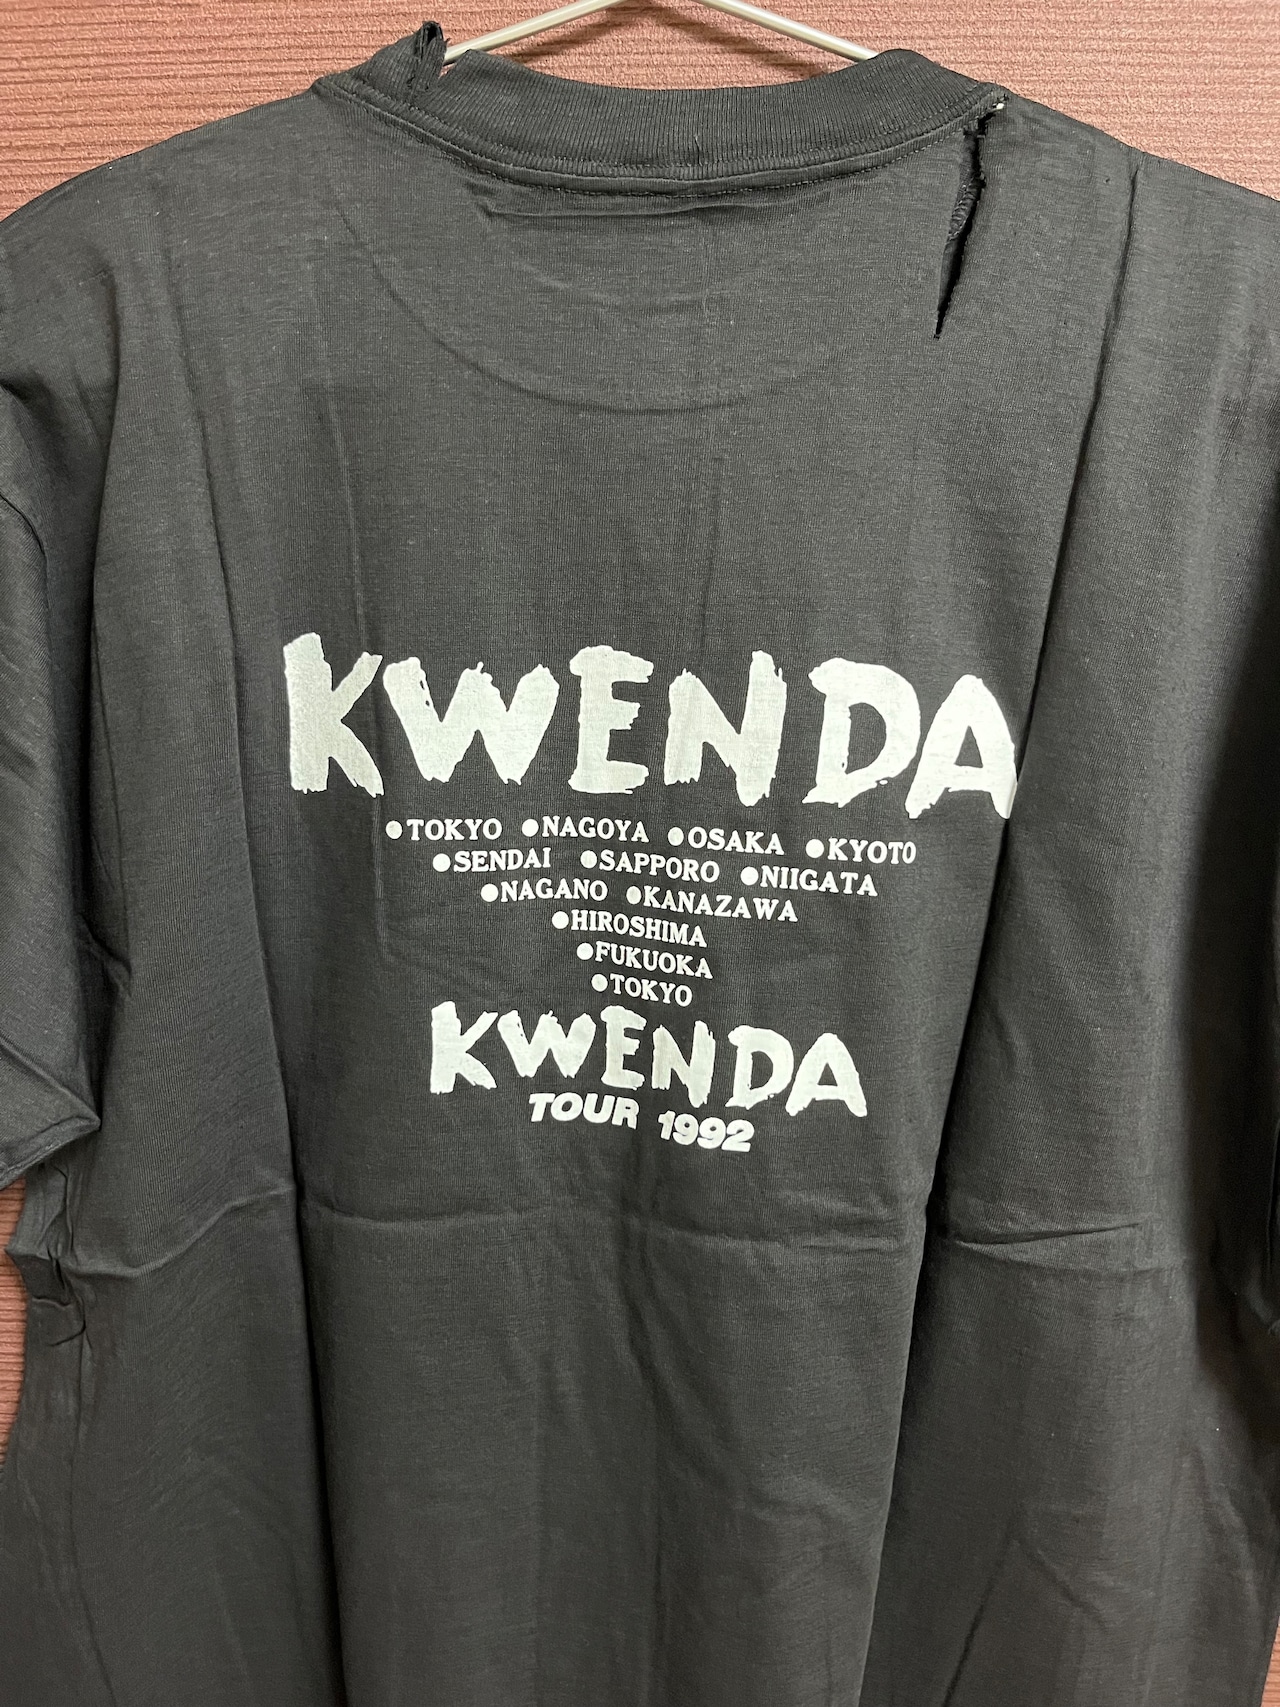 KWENDA
●TOKYO ●NAGOYA ●OSAKA ●KYOTO
●SENDAI ●SAPPORO ●NIIGATA
●NAGANO ●KANAZAWA
●HIROSHIMA
●FUKUOKA
●TOKYO
KWENDA
TOUR 1992